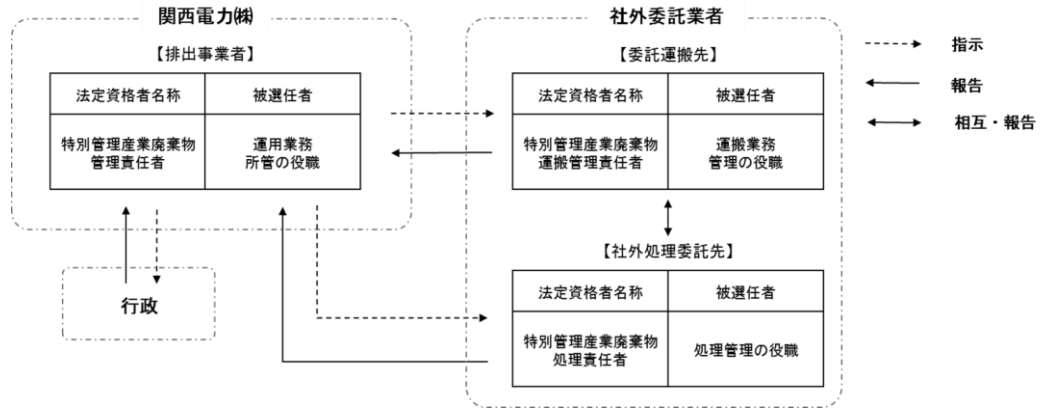 関西電力㈱
【排出事業者】
法定資格者名称 被選任者
特別管理産業廃棄物
管理責任者
運用業務
所管の役職
行政
社外委託業者
【委託運搬先】
法定資格者名称 被選任者
特別管理産業廃棄物
運搬管理責任者
運搬業務
管理の役職
【社外処理委託先】
法定資格者名称 被選任者
特別管理産業廃棄物
処理責任者
処理管理の役職
指示
報告
相互・報告